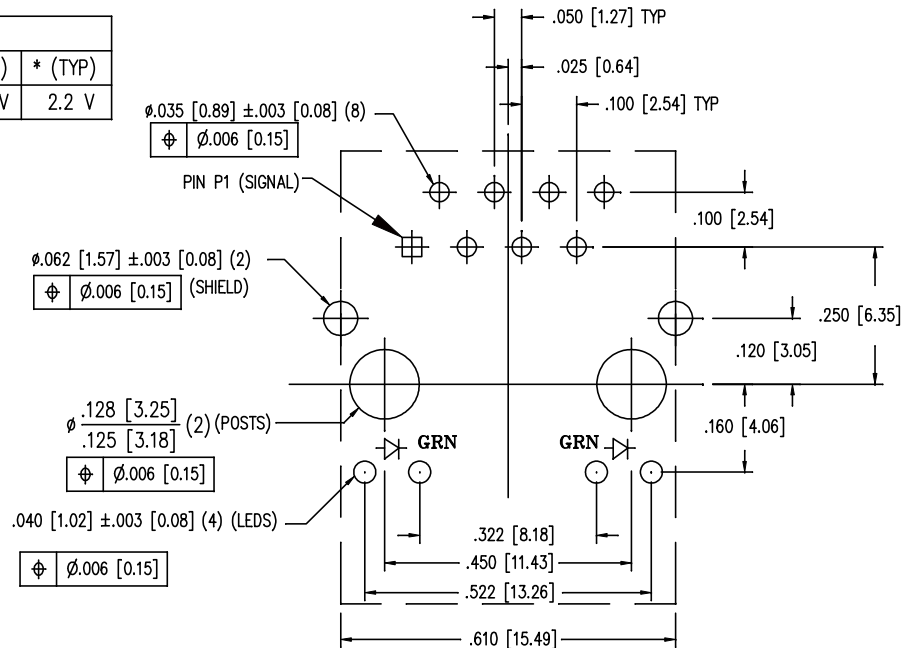 ) * (TYP)
V 2.2 V
.050 [1.27] TYP
.025 [0.64]
.100 [2.54] TYP
ø.035 [0.89] ±.003 [0.08] (8)
⌖ Ø.006 [0.15]
PIN P1 (SIGNAL)
.100 [2.54]
ø.062 [1.57] ±.003 [0.08] (2)
⌖ Ø.006 [0.15] (SHIELD)
.250 [6.35]
.120 [3.05]
ø .128 [3.25]
.125 [3.18] (2) (POSTS)
⌖ Ø.006 [0.15]
.160 [4.06]
GRN GRN
.040 [1.02] ±.003 [0.08] (4) (LEDS)
⌖ Ø.006 [0.15]
.322 [8.18]
.450 [11.43]
.522 [13.26]
.610 [15.49]